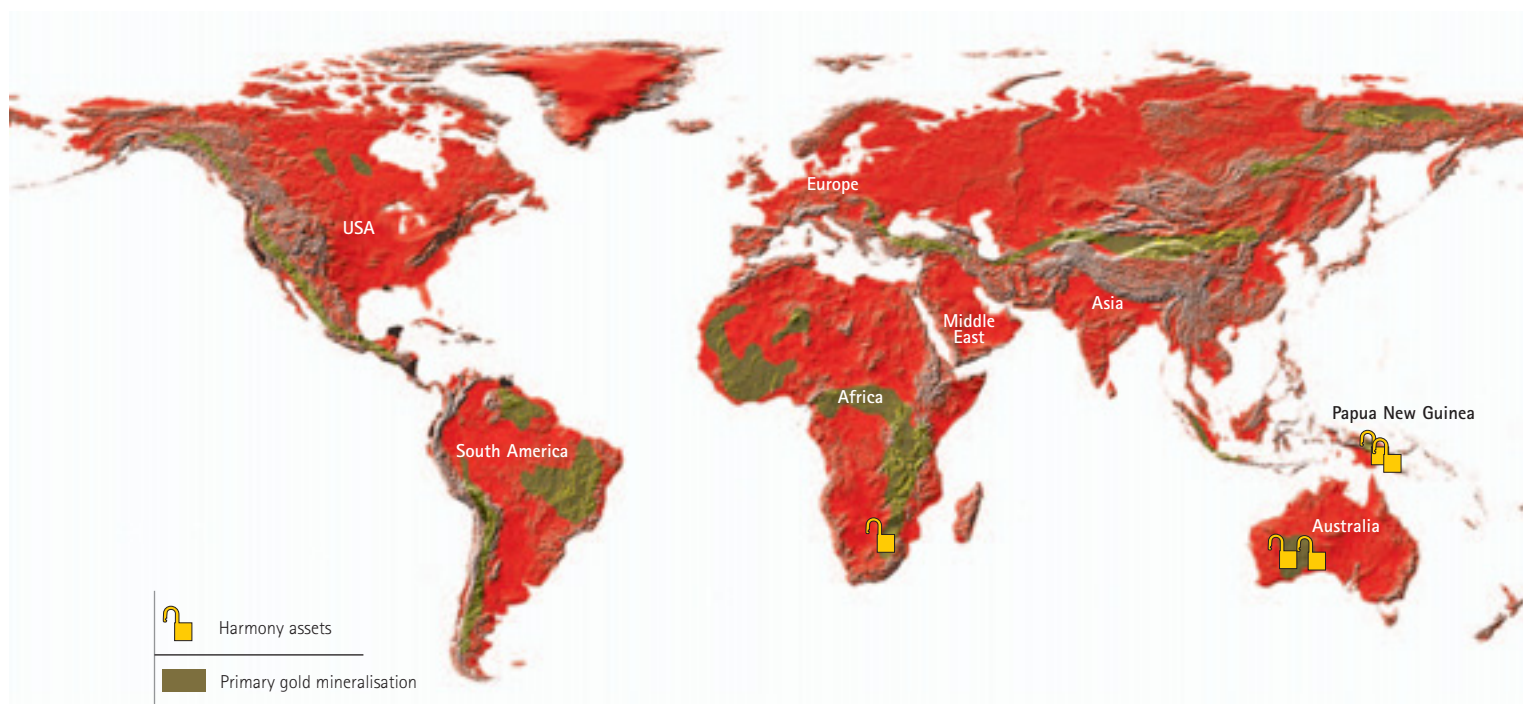 Europe
USA
Asia
Middle
East
Africa
Papua New Guinea
South America
Australia
Harmony assets
Primary gold mineralisation